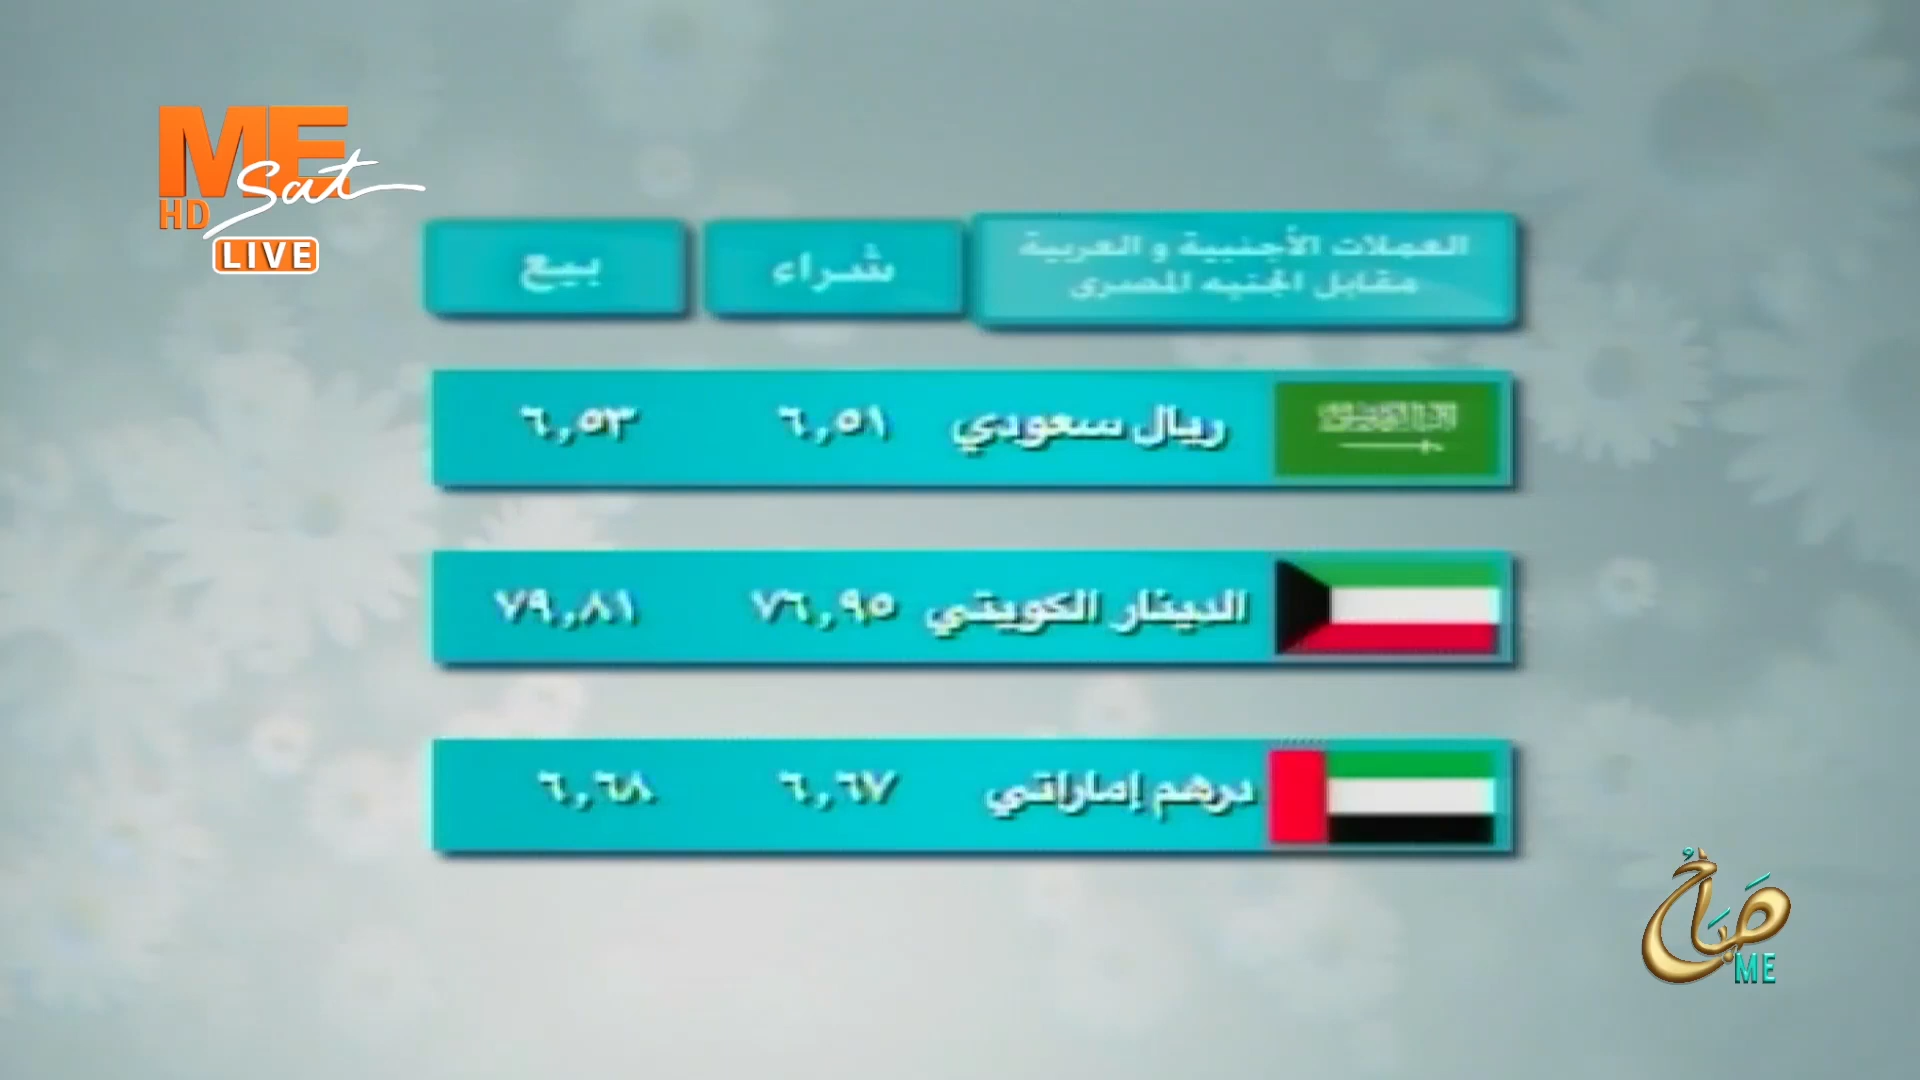 ME
Sat
HD
LIVE
العملات الأجنبية و العربية
مقابل الجنيه المصرى
شراء
بيع
ريال سعودي ٦,٥١ ٦,٥٣
الدينار الكويتي ٧٦,٩٥ ٧٩,٨١
درهم إماراتي ٦,٦٧ ٦,٦٨
صَبَاحُ
ME